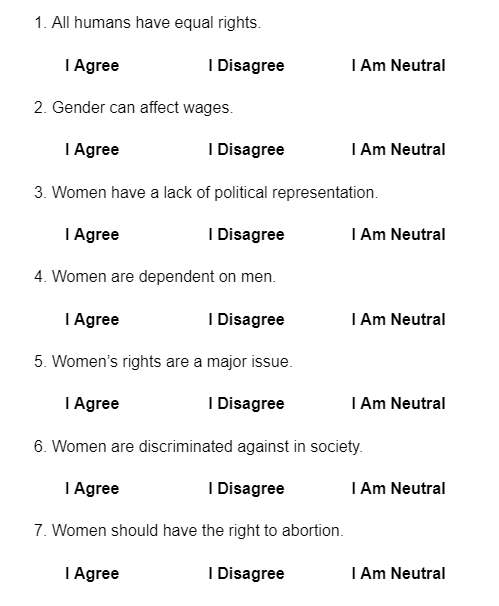 1. All humans have equal rights.
I Agree I Disagree I Am Neutral
2. Gender can affect wages.
I Agree I Disagree I Am Neutral
3. Women have a lack of political representation.
I Agree I Disagree I Am Neutral
4. Women are dependent on men.
I Agree I Disagree I Am Neutral
5. Women’s rights are a major issue.
I Agree I Disagree I Am Neutral
6. Women are discriminated against in society.
I Agree I Disagree I Am Neutral
7. Women should have the right to abortion.
I Agree I Disagree I Am Neutral